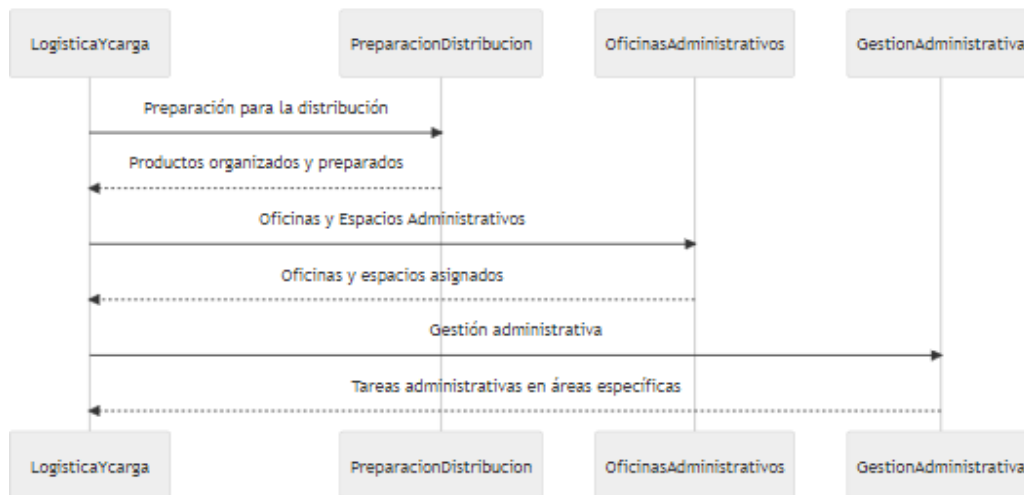 LogisticaYcarga
PreparacionDistribucion
OficinasAdministrativos
GestionAdministrativa
Preparación para la distribución
Productos organizados y preparados
Oficinas y Espacios Administrativos
Oficinas y espacios asignados
Gestión administrativa
Tareas administrativas en áreas específicas
LogisticaYcarga
PreparacionDistribucion
OficinasAdministrativos
GestionAdministrativa